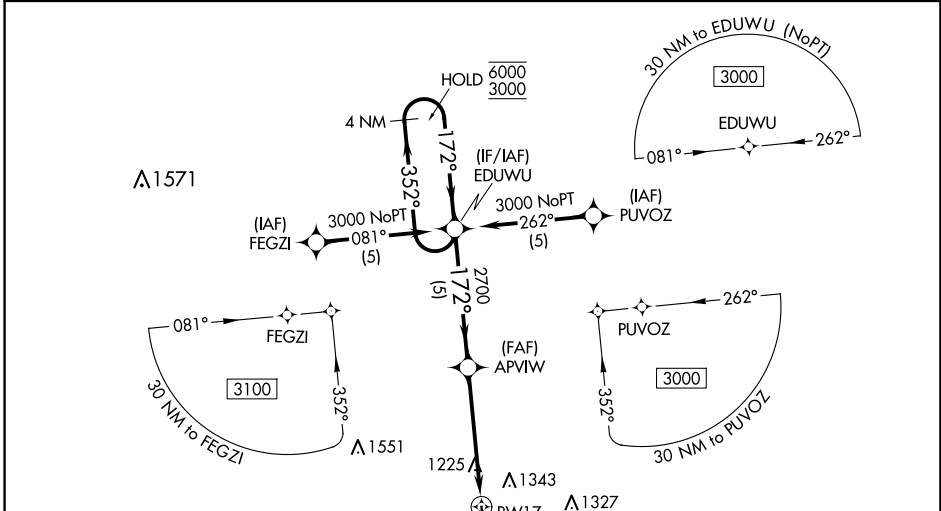 30 NM to EDUWU (NoPT)
3000
EDUWU
081°
262°
HOLD 6000
3000
4 NM
172°
352°
(IF/IAF)
EDUWU
1571
(IAF)
FEGZI
3000 NoPT
081°
(5)
3000 NoPT
262°
(5)
(IAF)
PUVOZ
2700
172°
(5)
(FAF)
APVIW
081°
FEGZI
3100
352°
30 NM to FEGZI
262°
PUVOZ
3000
352°
30 NM to PUVOZ
1551
1225
1343
1327
RW17